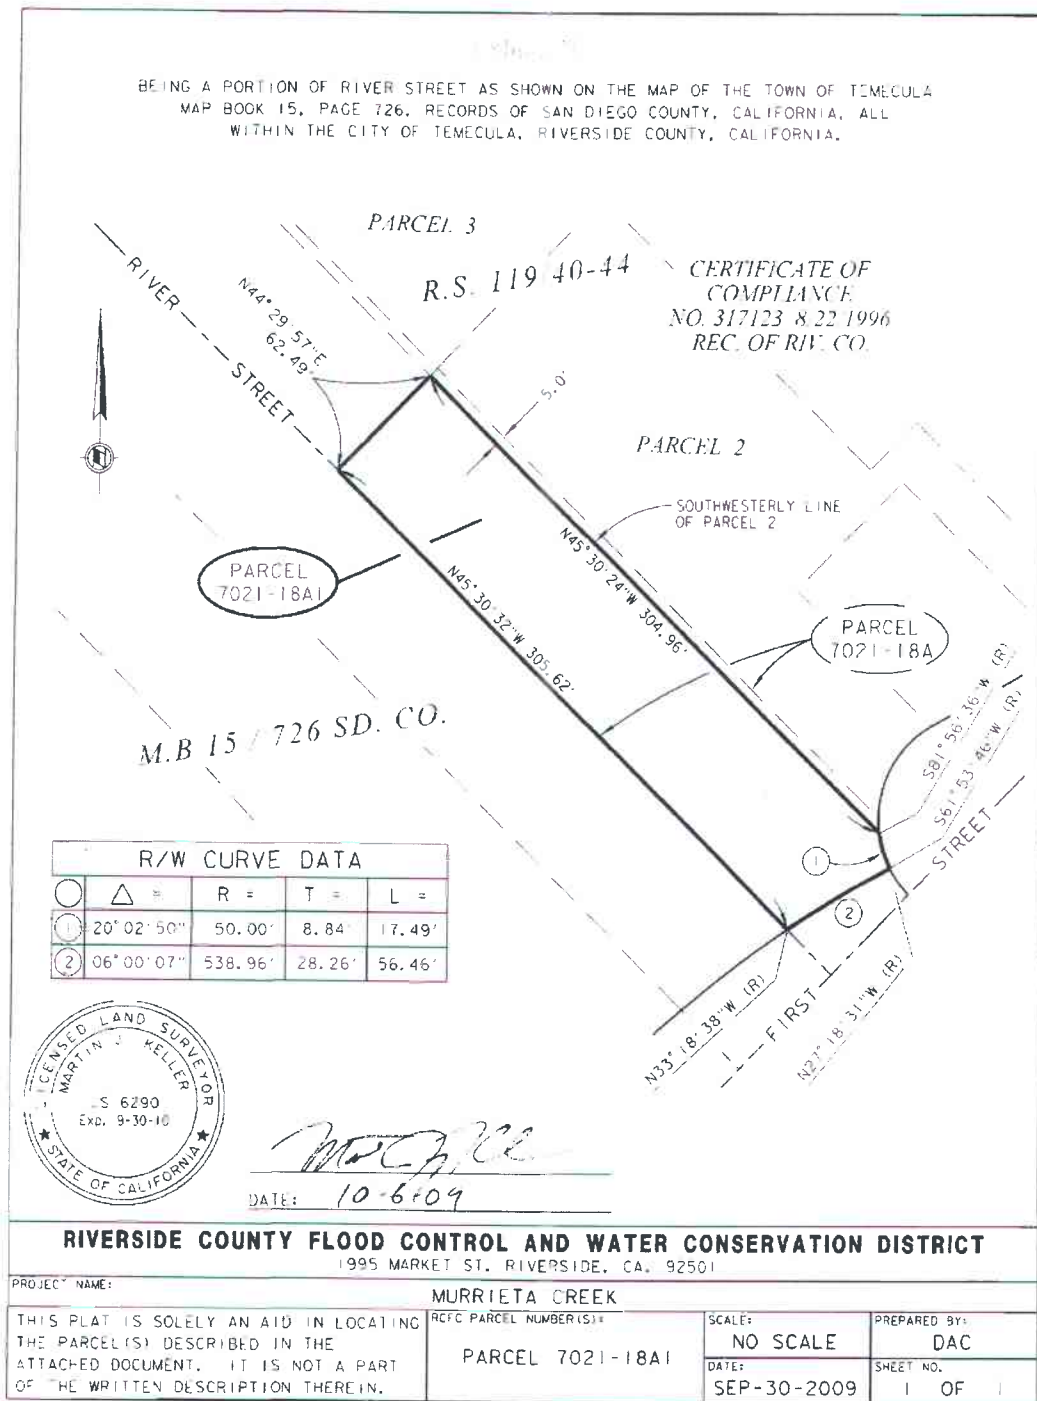 BEING A PORTION OF RIVER STREET AS SHOWN ON THE MAP OF THE TOWN OF TEMECULA
MAP BOOK 15, PAGE 726, RECORDS OF SAN DIEGO COUNTY, CALIFORNIA, ALL
WITHIN THE CITY OF TEMECULA, RIVERSIDE COUNTY, CALIFORNIA.
PARCEL 3
R.S. 119 40-44
CERTIFICATE OF
COMPLIANCE
NO. 317123 8.22 1996
REC. OF RIV. CO.
RIVER STREET
N44°29'57"E
62.49'
5.0'
PARCEL 2
SOUTHWESTERLY LINE
OF PARCEL 2
PARCEL
7021-18A1
N45°30'24"W 304.96'
N45°30'32"W 305.62'
PARCEL
7021-18A
S81°56'36"W (R)
S61°53'46"W (R)
M.B 15 / 726 SD. CO.
1
2
FIRST STREET
N33°18'38"W (R)
N27°18'31"W (R)
R/W CURVE DATA
△ = R = T = L =
1 20°02'50" 50.00' 8.84' 17.49'
2 06°00'07" 538.96' 28.26' 56.46'
LICENSED LAND SURVEYOR
MARTIN J. KELLER
LS 6290
Exp. 9-30-10
STATE OF CALIFORNIA
DATE: 10-6-09
RIVERSIDE COUNTY FLOOD CONTROL AND WATER CONSERVATION DISTRICT
1995 MARKET ST. RIVERSIDE, CA. 92501
PROJECT NAME:
MURRIETA CREEK
THIS PLAT IS SOLELY AN AID IN LOCATING
THE PARCEL(S) DESCRIBED IN THE
ATTACHED DOCUMENT. IT IS NOT A PART
OF THE WRITTEN DESCRIPTION THEREIN.
RCFC PARCEL NUMBER(S):
PARCEL 7021-18A1
SCALE:
NO SCALE
PREPARED BY:
DAC
DATE:
SEP-30-2009
SHEET NO.
1 OF 1